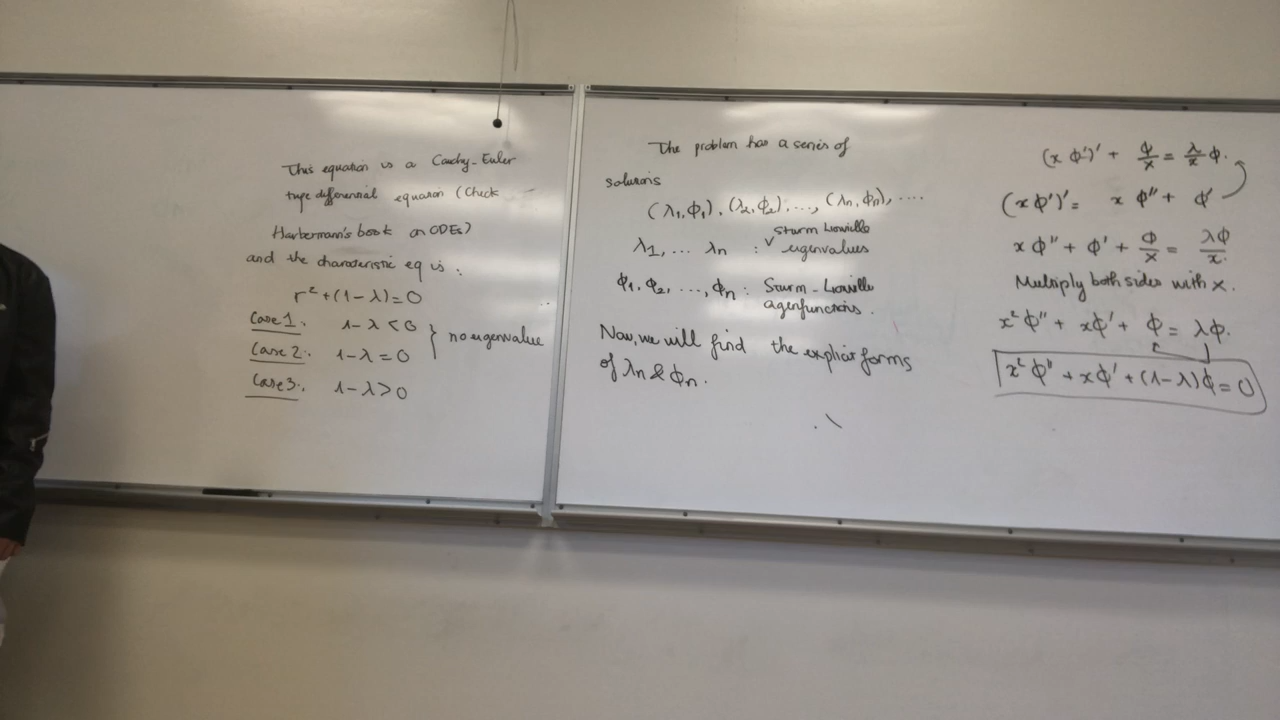 This equation is a Cauchy-Euler
type differential equation (Check
Harbermann's book on ODEs)
and the characteristic eq is:
r² + (1-λ) = 0
Case 1: 1-λ < 0
Case 2: 1-λ = 0
} no eigenvalue
Case 3: 1-λ > 0
The problem has a series of
solutions
(λ₁, Φ₁), (λ₂, Φ₂), ..., (λn, Φn), ....
Sturm Liouville
λ₁, ... λn : ∨ eigenvalues
Φ₁, Φ₂, ..., Φn : Sturm-Liouville
eigenfunctions.
Now, we will find the explicit forms
of λn & Φn.
(x Φ')' + Φ/x = λ/x Φ.
(x Φ')' = x Φ'' + Φ'
x Φ'' + Φ' + Φ/x = λΦ/x.
Multiply both sides with x.
x² Φ'' + xΦ' + Φ = λΦ.
x² Φ'' + xΦ' + (1-λ)Φ = 0